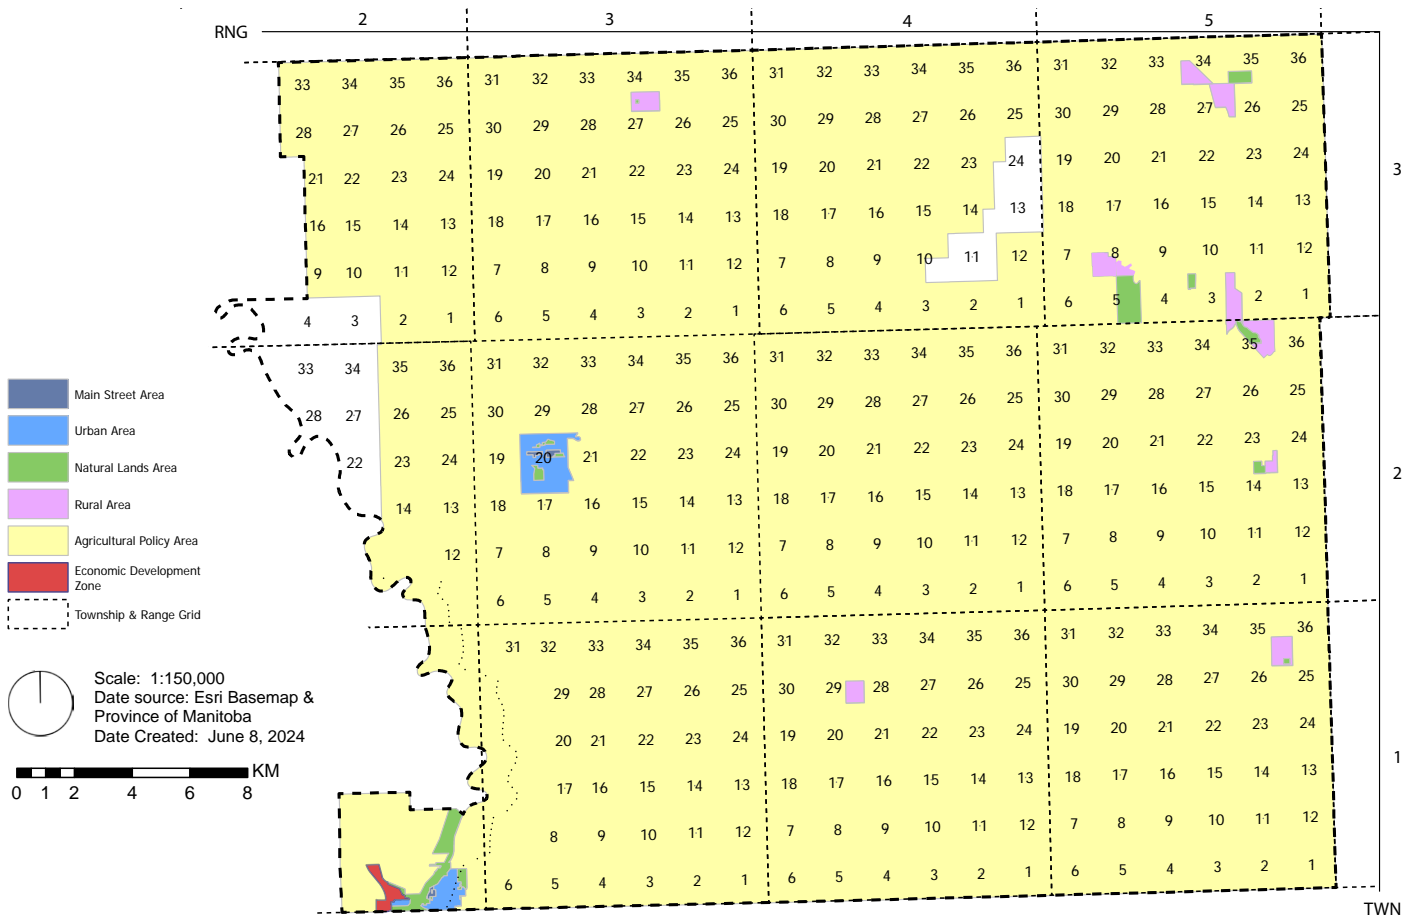 2 3 4 5
RNG
33 34 35 36 31 32 33 34 35 36 31 32 33 34 35 36 31 32 33 34 35 36
28 27 26 25 30 29 28 27 26 25 30 29 28 27 26 25 30 29 28 27 26 25
21 22 23 24 19 20 21 22 23 24 19 20 21 22 23 24 19 20 21 22 23 24
3
16 15 14 13 18 17 16 15 14 13 18 17 16 15 14 13 18 17 16 15 14 13
9 10 11 12 7 8 9 10 11 12 7 8 9 10 11 12 7 8 9 10 11 12
4 3 2 1 6 5 4 3 2 1 6 5 4 3 2 1 6 5 4 3 2 1
33 34 35 36 31 32 33 34 35 36 31 32 33 34 35 36 31 32 33 34 35 36
28 27 26 25 30 29 28 27 26 25 30 29 28 27 26 25 30 29 28 27 26 25
22 23 24 19 20 21 22 23 24 19 20 21 22 23 24 19 20 21 22 23 24
2
14 13 18 17 16 15 14 13 18 17 16 15 14 13 18 17 16 15 14 13
12 7 8 9 10 11 12 7 8 9 10 11 12 7 8 9 10 11 12
6 5 4 3 2 1 6 5 4 3 2 1 6 5 4 3 2 1
31 32 33 34 35 36 31 32 33 34 35 36 31 32 33 34 35 36
29 28 27 26 25 30 29 28 27 26 25 30 29 28 27 26 25
20 21 22 23 24 19 20 21 22 23 24 19 20 21 22 23 24
1
17 16 15 14 13 18 17 16 15 14 13 18 17 16 15 14 13
8 9 10 11 12 7 8 9 10 11 12 7 8 9 10 11 12
6 5 4 3 2 1 6 5 4 3 2 1 6 5 4 3 2 1
TWN
Main Street Area
Urban Area
Natural Lands Area
Rural Area
Agricultural Policy Area
Economic Development
Zone
Township & Range Grid
Scale: 1:150,000
Date source: Esri Basemap &
Province of Manitoba
Date Created: June 8, 2024
KM
0 1 2 4 6 8